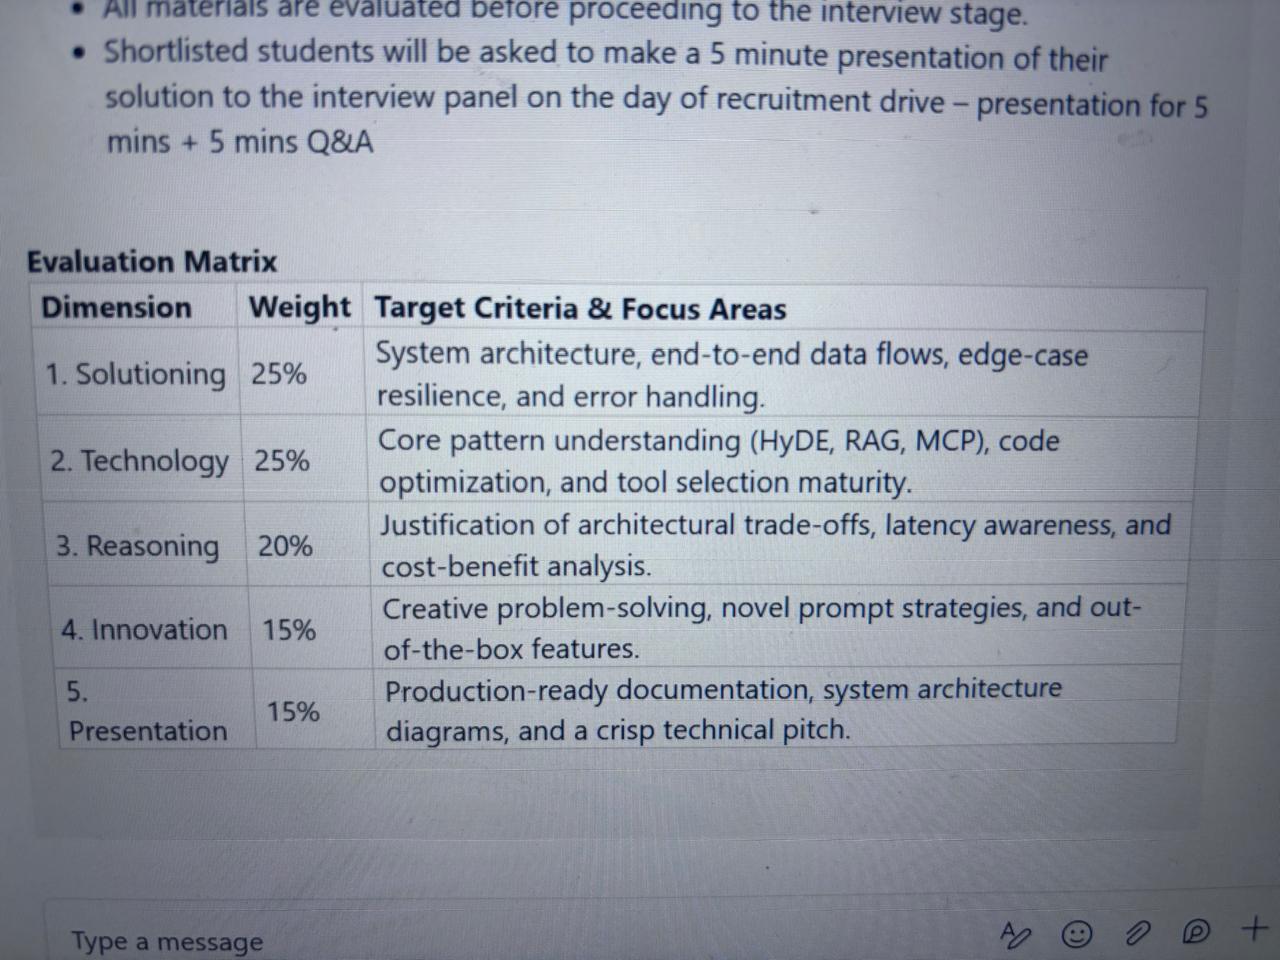 • All materials are evaluated before proceeding to the interview stage.
• Shortlisted students will be asked to make a 5 minute presentation of their
solution to the interview panel on the day of recruitment drive – presentation for 5
mins + 5 mins Q&A
Evaluation Matrix
Dimension Weight Target Criteria & Focus Areas
1. Solutioning 25% System architecture, end-to-end data flows, edge-case
resilience, and error handling.
2. Technology 25% Core pattern understanding (HyDE, RAG, MCP), code
optimization, and tool selection maturity.
3. Reasoning 20% Justification of architectural trade-offs, latency awareness, and
cost-benefit analysis.
4. Innovation 15% Creative problem-solving, novel prompt strategies, and out-
of-the-box features.
5.
Presentation 15% Production-ready documentation, system architecture
diagrams, and a crisp technical pitch.
Type a message